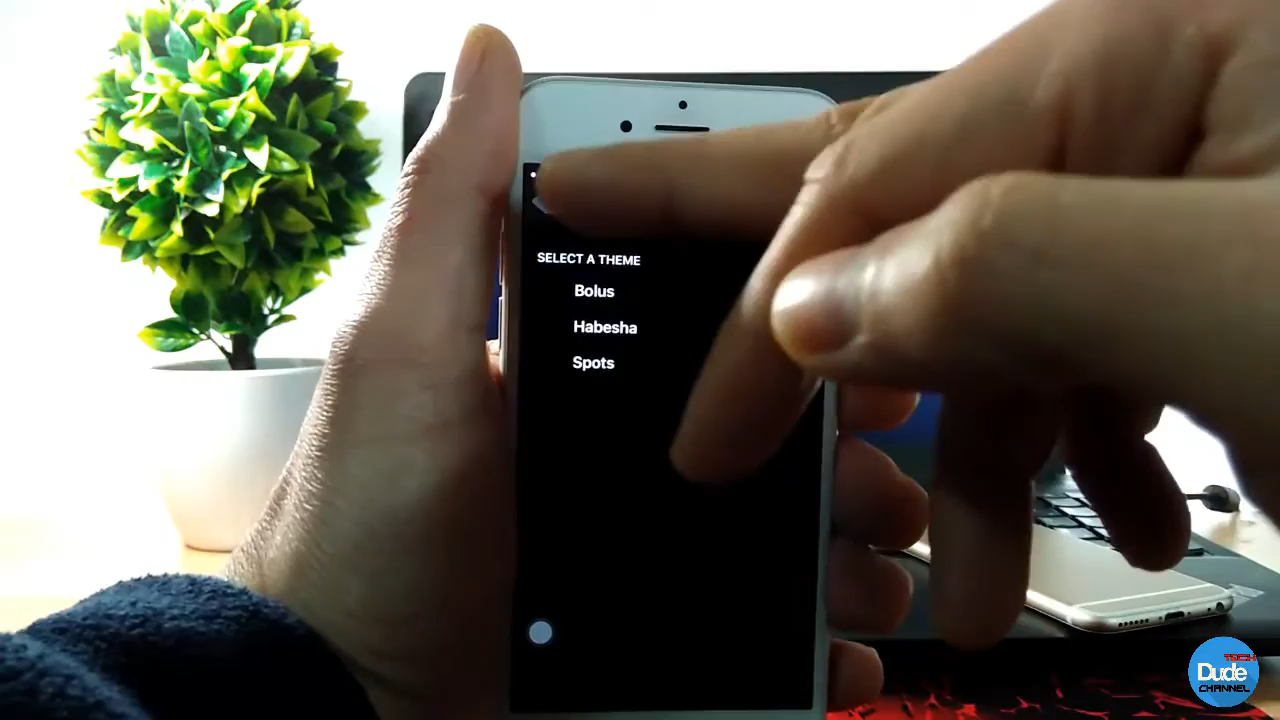 SELECT A THEME
Bolus
Habesha
Spots
TECH
Dude
CHANNEL